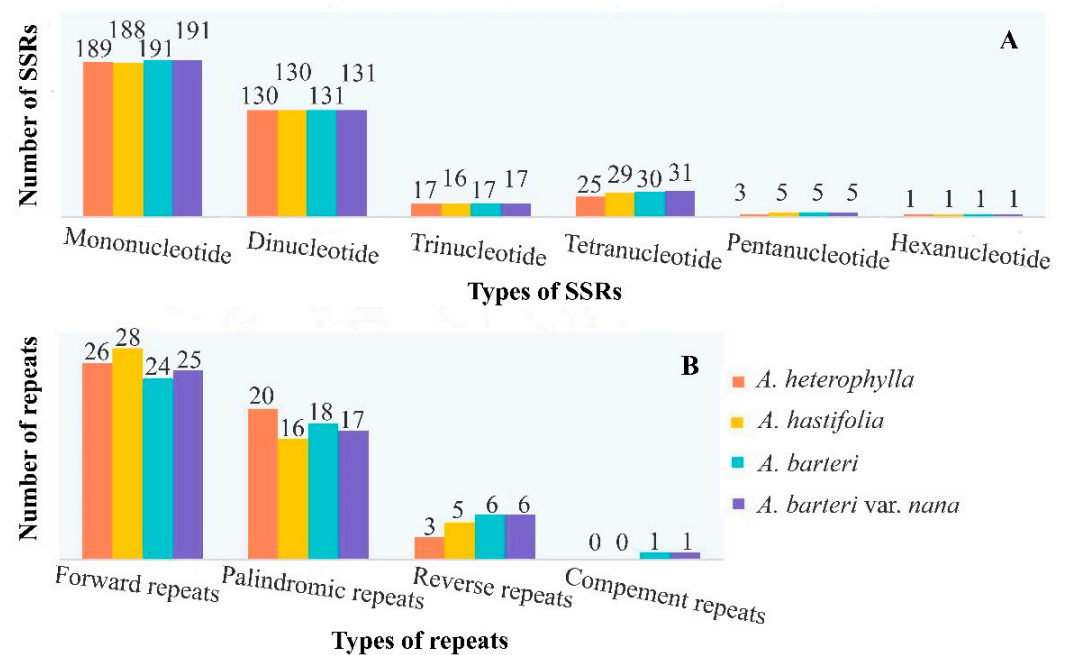 A
Number of SSRs
189 188 191 191
130 130 131 131
17 16 17 17
25 29 30 31
3 5 5 5
1 1 1 1
Mononucleotide
Dinucleotide
Trinucleotide
Tetranucleotide
Pentanucleotide
Hexanucleotide
Types of SSRs
B
Number of repeats
26 28 24 25
20 16 18 17
3 5 6 6
0 0 1 1
Forward repeats
Palindromic repeats
Reverse repeats
Compement repeats
Types of repeats
A. heterophylla
A. hastifolia
A. barteri
A. barteri var. nana